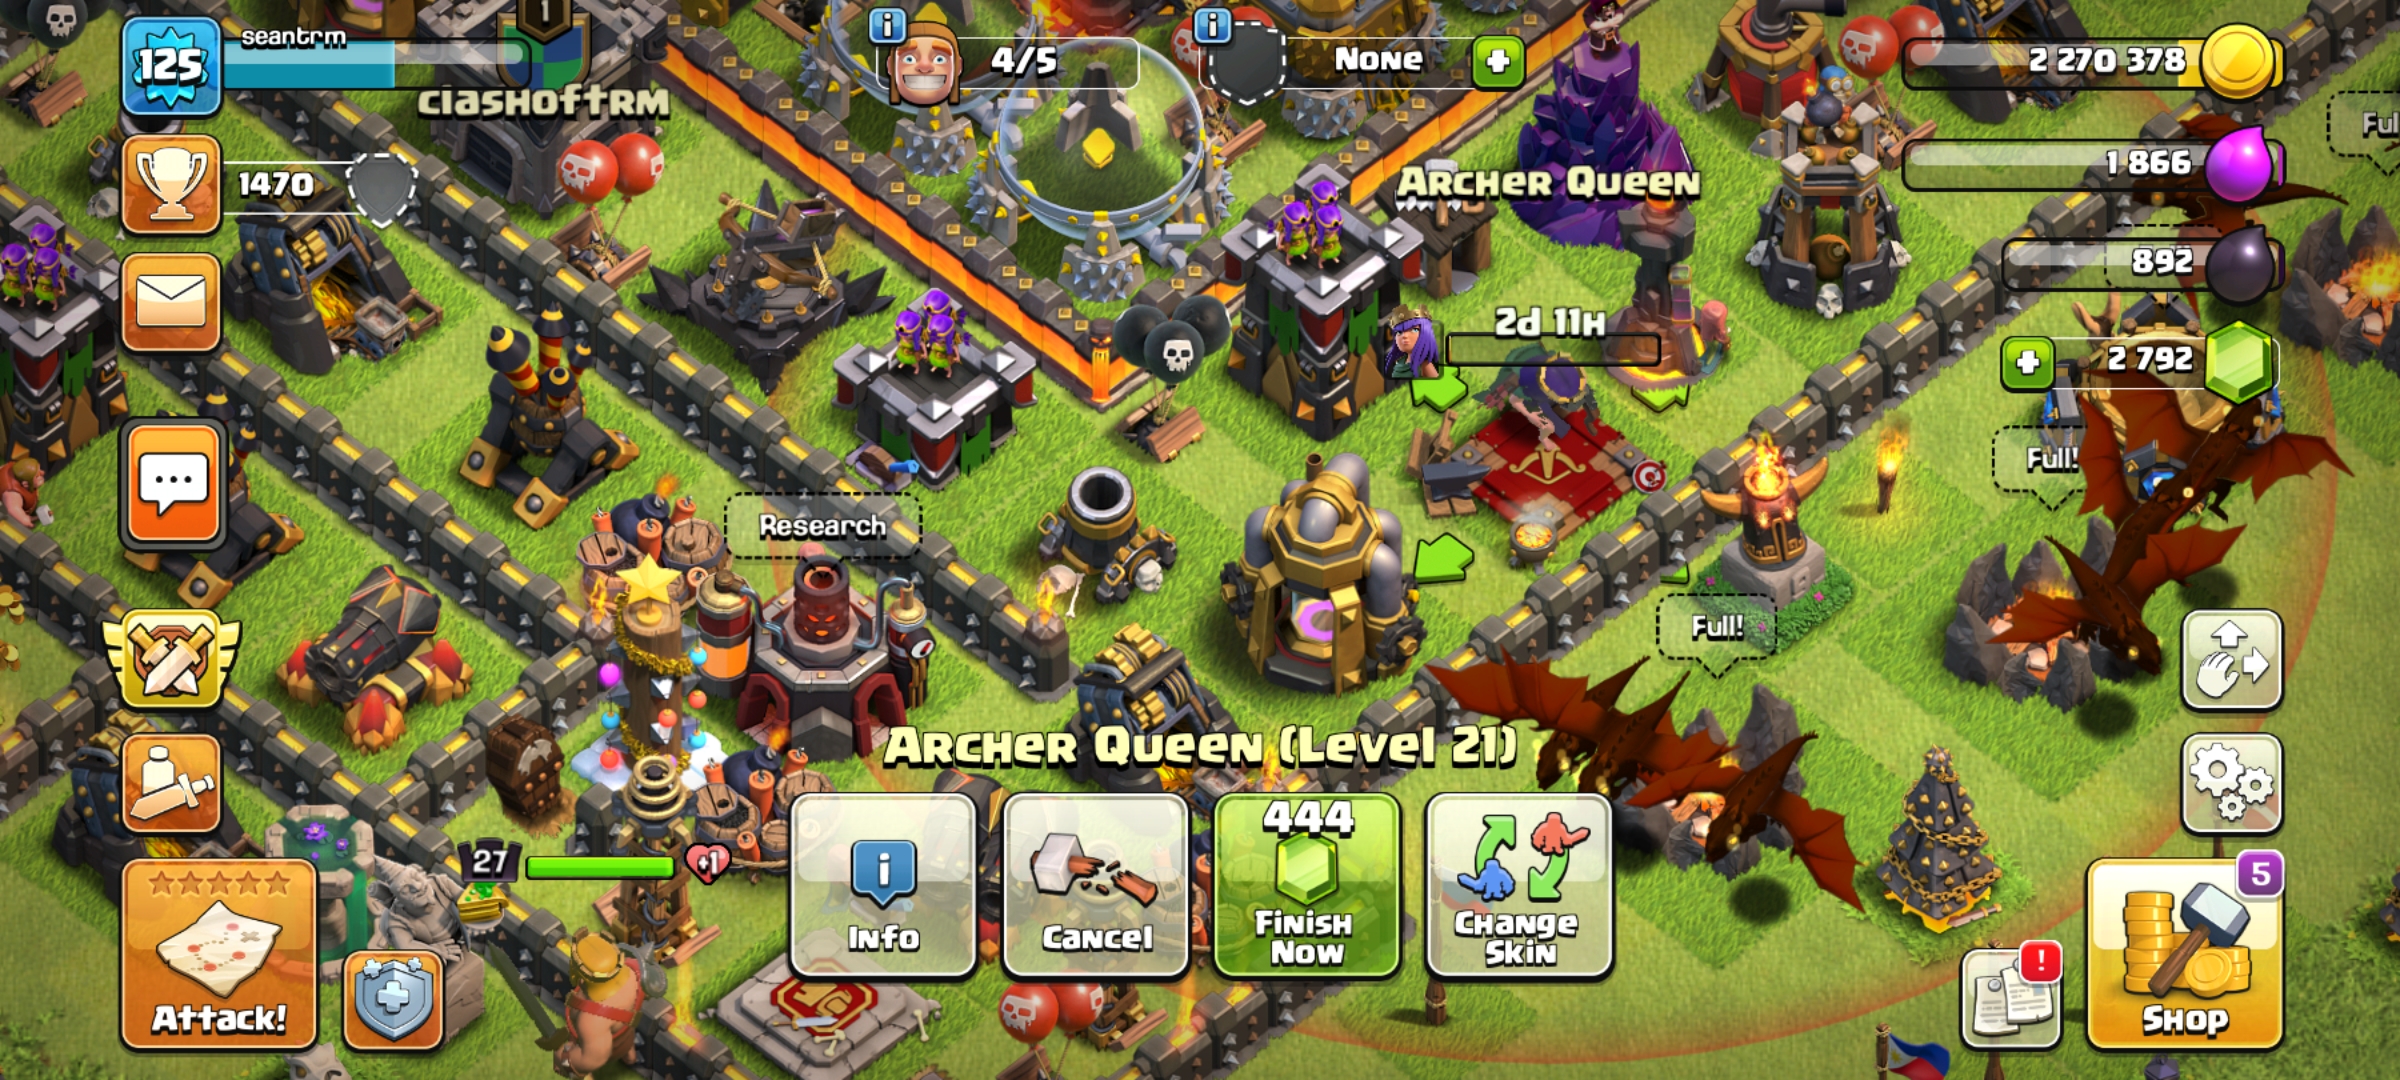 125
seantrm
1
clashoftrm
4/5
None
2 270 378
1470
1 866
892
2 792
Archer Queen
2d 11h
Full!
Research
Full!
Archer Queen (Level 21)
27
+1
444
Info
Cancel
Finish
Now
Change
Skin
Attack!
5
!
Shop